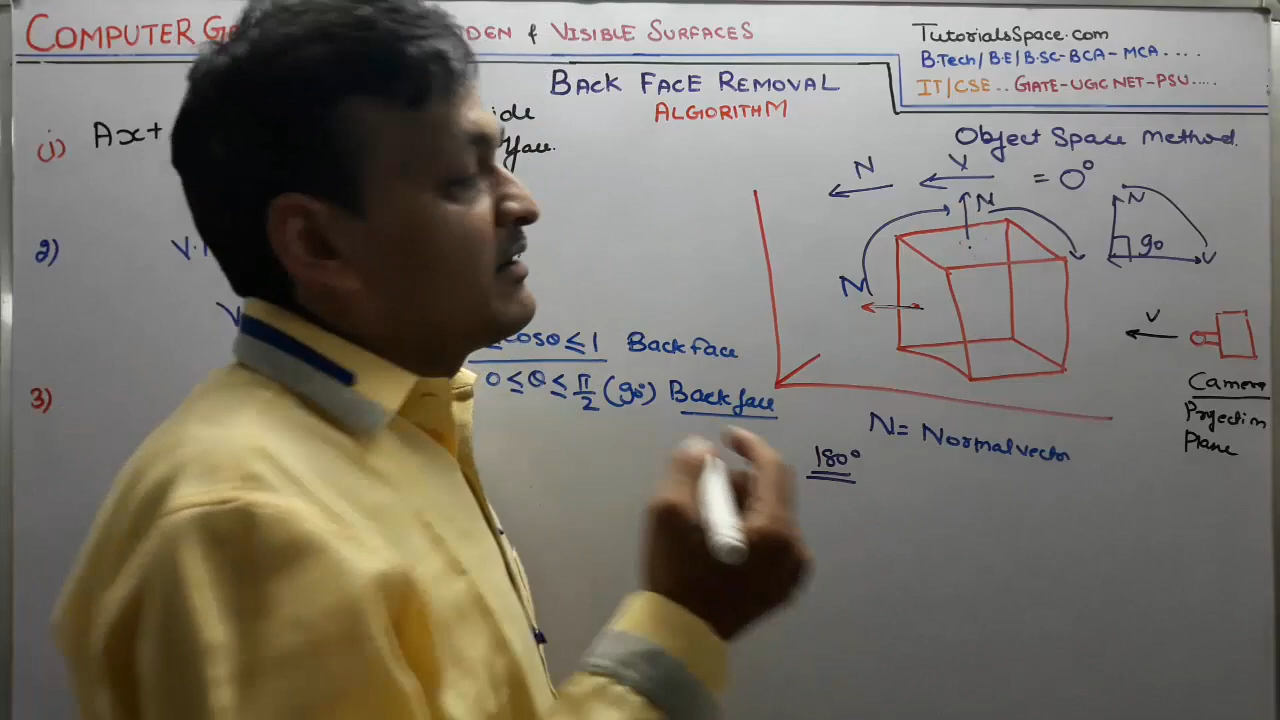 COMPUTER G DEN & VISIBLE SURFACES
TutorialsSpace.com
B.Tech/B.E/B.SC-BCA-MCA....
IT/CSE.. GATE-UGC NET-PSU.....
BACK FACE REMOVAL
ALGORITHM
Object Space Method.
(1) Ax+ ide
face.
N V = 0°
N
N
90 V
N
2) V.
V
V
cosθ ≤ 1 Back face
0 ≤ θ ≤ π/2 (90) Back face
3)
Camera
Projection
Plane
N = Normal vector
180°